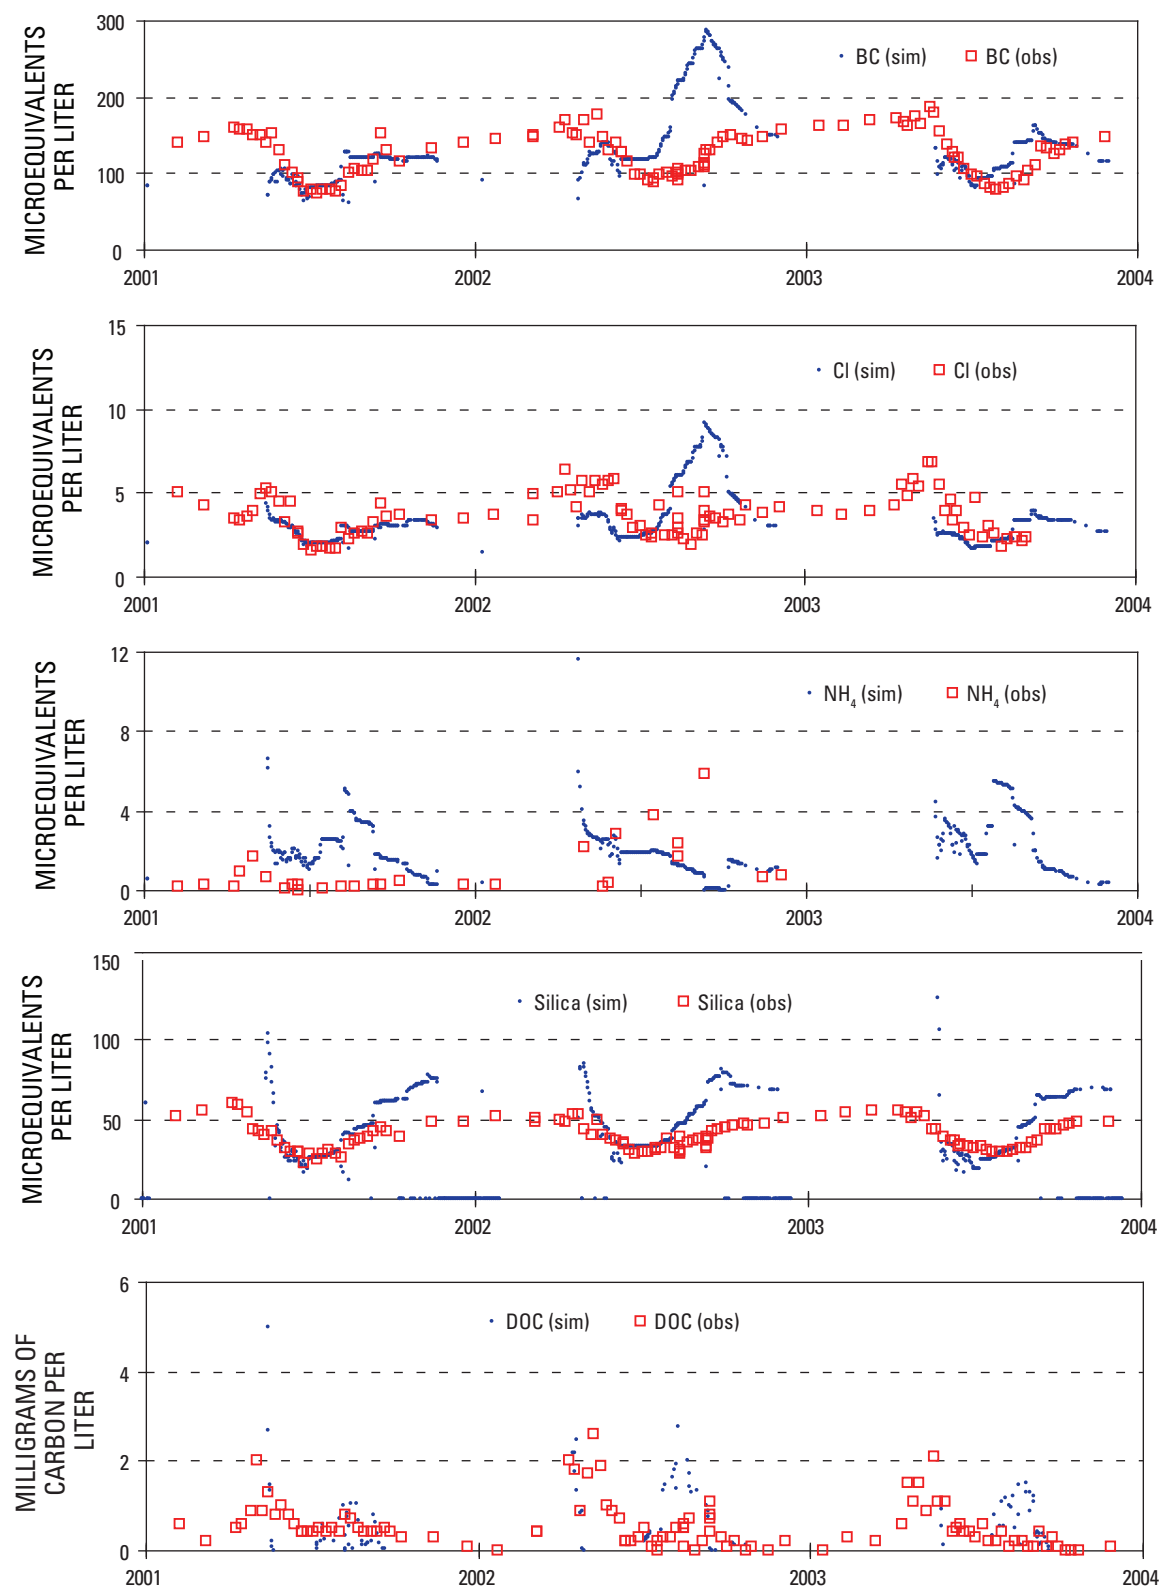 MICROEQUIVALENTS
PER LITER
300
200
100
0
BC (sim)
BC (obs)
2001
2002
2003
2004
MICROEQUIVALENTS
PER LITER
15
10
5
0
Cl (sim)
Cl (obs)
2001
2002
2003
2004
MICROEQUIVALENTS
PER LITER
12
8
4
0
NH4 (sim)
NH4 (obs)
2001
2002
2003
2004
MICROEQUIVALENTS
PER LITER
150
100
50
0
Silica (sim)
Silica (obs)
2001
2002
2003
2004
MILLIGRAMS OF
CARBON PER
LITER
6
4
2
0
DOC (sim)
DOC (obs)
2001
2002
2003
2004